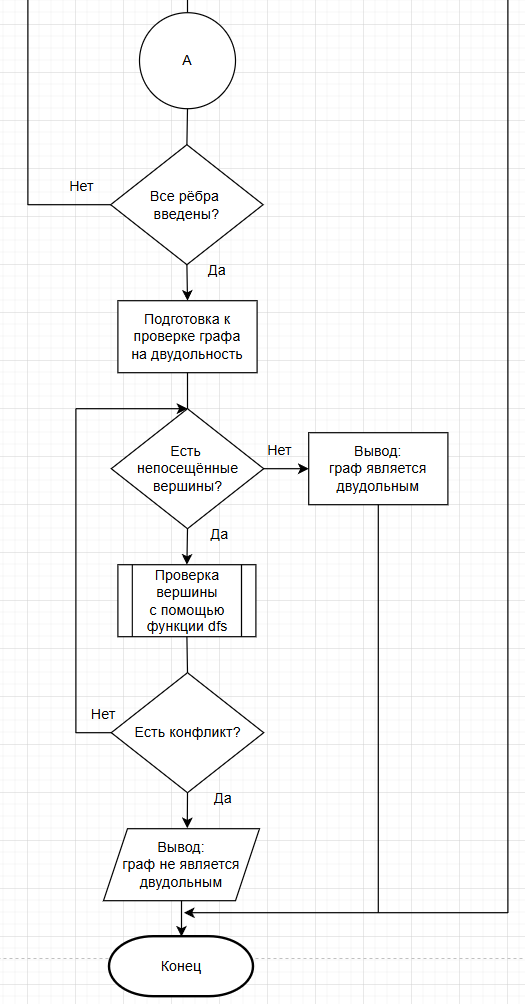 А
Нет
Все рёбра
введены?
Да
Подготовка к
проверке графа
на двудольность
Есть
непосещённые
вершины?
Нет
Вывод:
граф является
двудольным
Да
Проверка
вершины
с помощью
функции dfs
Нет
Есть конфликт?
Да
Вывод:
граф не является
двудольным
Конец